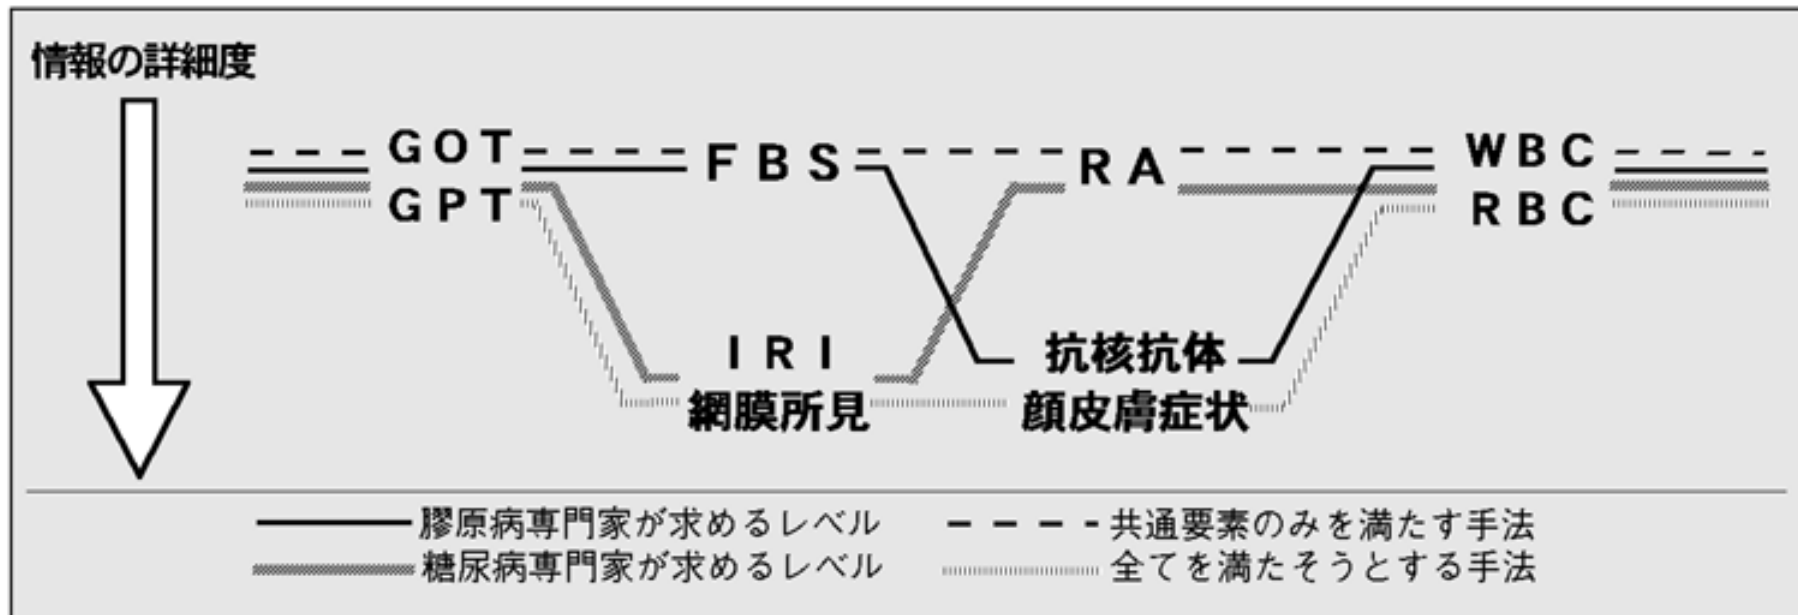 情報の詳細度
GOT
GPT
FBS
RA
WBC
RBC
IRI
網膜所見
抗核抗体
顔皮膚症状
膠原病専門家が求めるレベル
共通要素のみを満たす手法
糖尿病専門家が求めるレベル
全てを満たそうとする手法